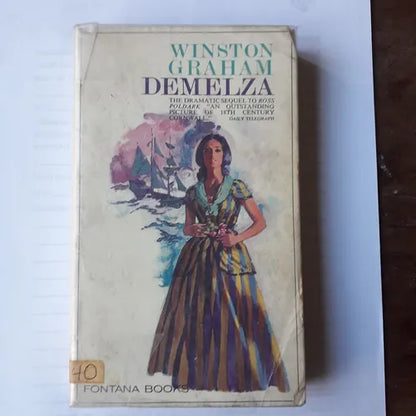 WINSTON
GRAHAM
DEMELZA
THE DRAMATIC SEQUEL TO ROSS
POLDARK "AN OUTSTANDING
PICTURE OF 18TH CENTURY
CORNWALL" DAILY TELEGRAPH
40
FONTANA BOOKS